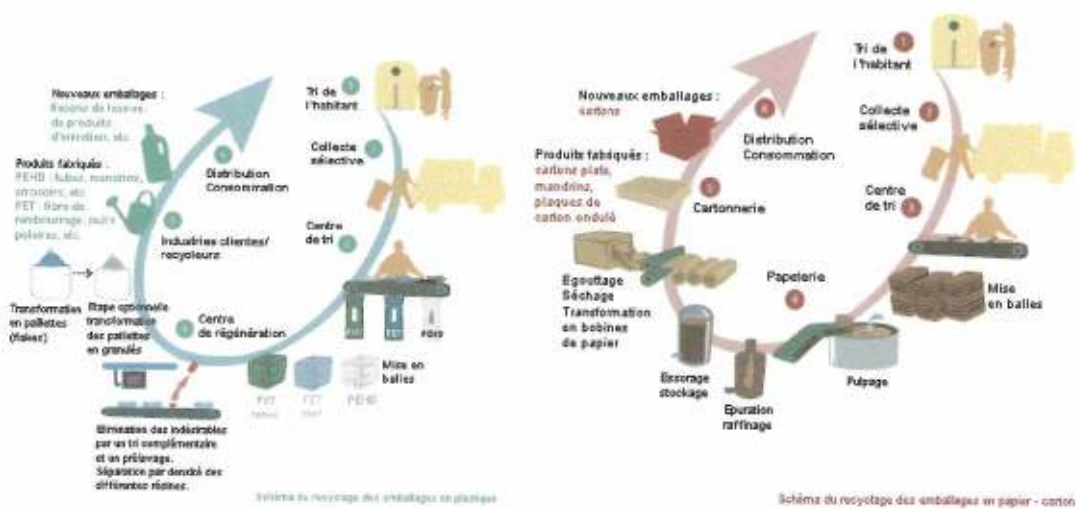 Tri de
l'habitant
Nouveaux emballages :
flacons de lessive,
de produits
d'entretien, etc.
Collecte
sélective
Distribution
Consommation
Produits fabriqués :
PEHD : tubes,
etc
PET : fibre de
rembourrage,
polaires, etc.
Centre
de tri
Industries clientes/
recycleurs
Transformation
en paillettes
(flakes)
Etape optionnelle
transformation
des paillettes
en granulés
Centre
de régénération
Mise en
balles
PET
PET
PEHD
Elimination des indésirables
par un tri complémentaire
et un prélavage.
Séparation par densité des
différentes résines.
Schéma du recyclage des emballages en plastique
Tri de
l'habitant
Nouveaux emballages :
cartons
Collecte
sélective
Distribution
Consommation
Produits fabriqués :
cartons plats,
mandrins,
plaques de
carton ondulé
Centre
de tri
Cartonnerie
Papeterie
Mise
en balles
Egouttage
Séchage
Transformation
en bobines
de papier
Essorage
stockage
Epuration
raffinage
Pulpage
Schéma du recyclage des emballages en papier - carton